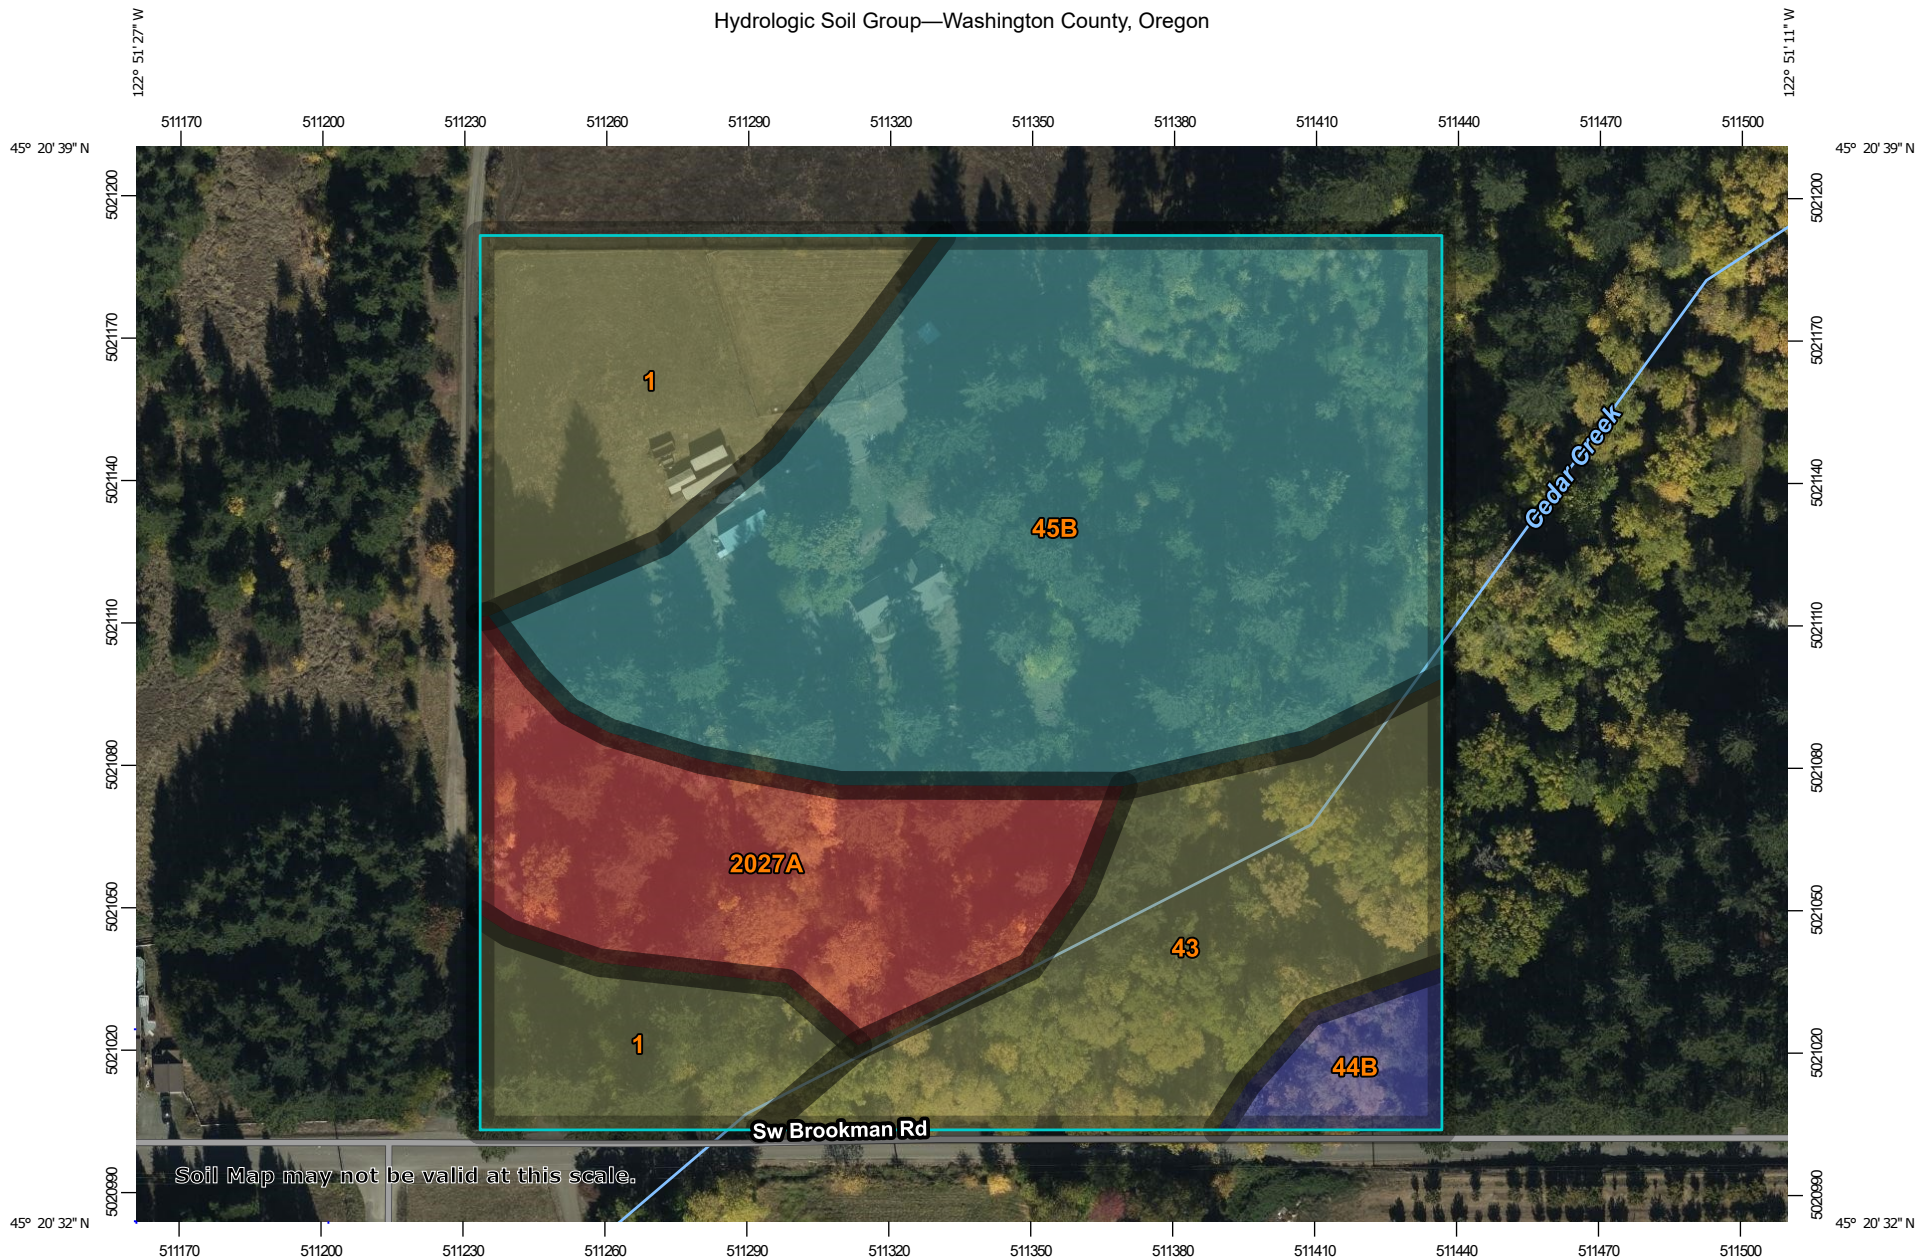 Hydrologic Soil Group—Washington County, Oregon
122° 51' 27" W
122° 51' 11" W
511170 511200 511230 511260 511290 511320 511350 511380 511410 511440 511470 511500
45° 20' 39" N
45° 20' 39" N
5021200
5021200
5021170
5021170
1
Cedar Creek
5021140
5021140
45B
5021110
5021110
5021080
5021080
2027A
5021050
5021050
43
1
5021020
5021020
44B
Sw Brookman Rd
Soil Map may not be valid at this scale.
5020990
5020990
45° 20' 32" N
45° 20' 32" N
511170 511200 511230 511260 511290 511320 511350 511380 511410 511440 511470 511500